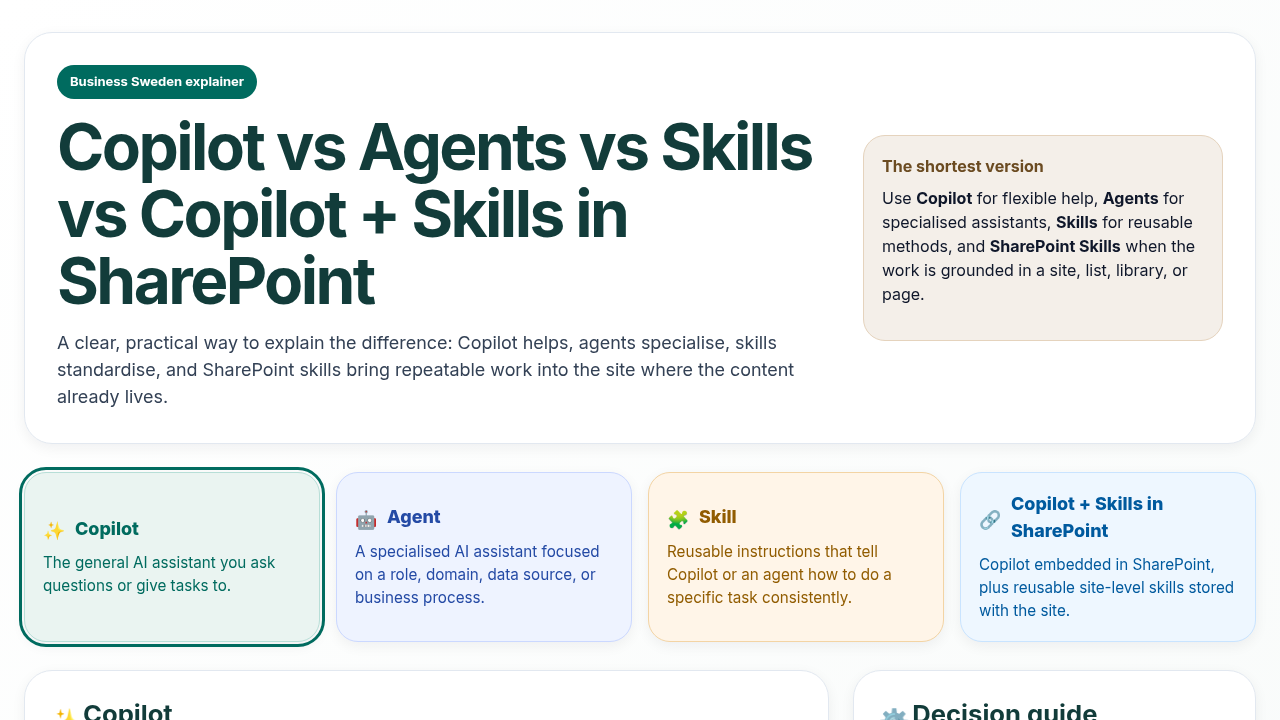 Business Sweden explainer
Copilot vs Agents vs Skills
vs Copilot + Skills in
SharePoint
A clear, practical way to explain the difference: Copilot helps, agents specialise, skills
standardise, and SharePoint skills bring repeatable work into the site where the content
already lives.
The shortest version
Use Copilot for flexible help, Agents for
specialised assistants, Skills for reusable
methods, and SharePoint Skills when the
work is grounded in a site, list, library, or
page.
Copilot
The general AI assistant you ask
questions or give tasks to.
Agent
A specialised AI assistant focused
on a role, domain, data source, or
business process.
Skill
Reusable instructions that tell
Copilot or an agent how to do a
specific task consistently.
Copilot + Skills in
SharePoint
Copilot embedded in SharePoint,
plus reusable site-level skills stored
with the site.
Copilot
Decision guide